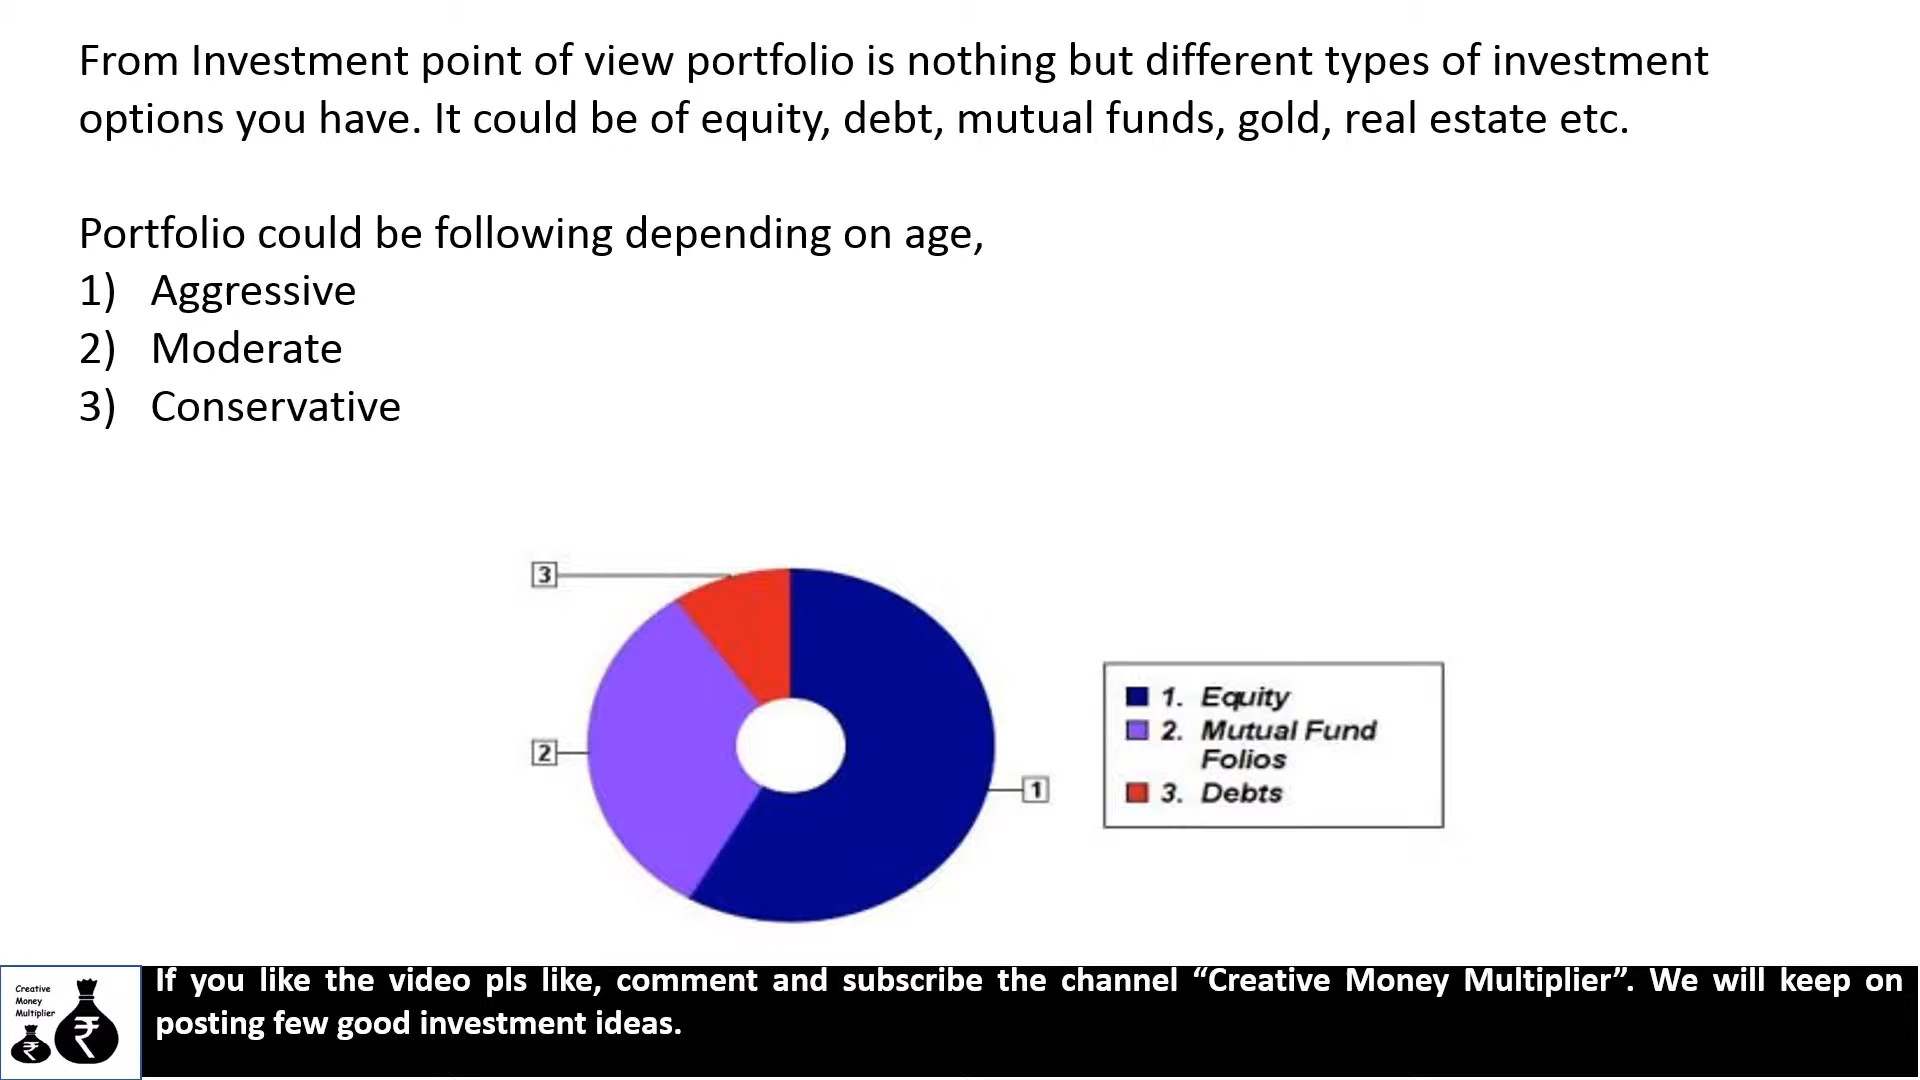 From Investment point of view portfolio is nothing but different types of investment
options you have. It could be of equity, debt, mutual funds, gold, real estate etc.
Portfolio could be following depending on age,
1) Aggressive
2) Moderate
3) Conservative
3
2
1
1. Equity
2. Mutual Fund
Folios
3. Debts
Creative
Money
Multiplier
₹
₹
If you like the video pls like, comment and subscribe the channel “Creative Money Multiplier”. We will keep on
posting few good investment ideas.